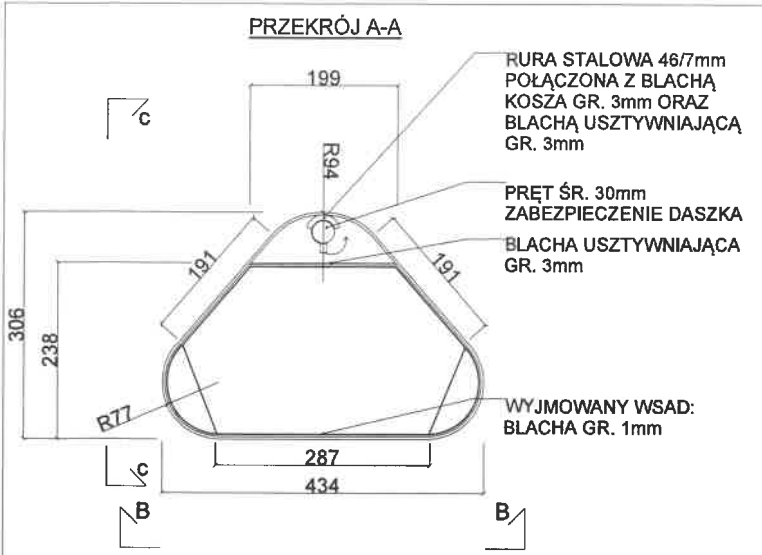 PRZEKRÓJ A-A
199
C
R94
RURA STALOWA 46/7mm
POŁĄCZONA Z BLACHĄ
KOSZA GR. 3mm ORAZ
BLACHĄ USZTYWNIAJĄCĄ
GR. 3mm
PRĘT ŚR. 30mm
ZABEZPIECZENIE DASZKA
BLACHA USZTYWNIAJĄCA
GR. 3mm
191
191
306
238
R77
WYJMOWANY WSAD:
BLACHA GR. 1mm
287
434
C
B
B